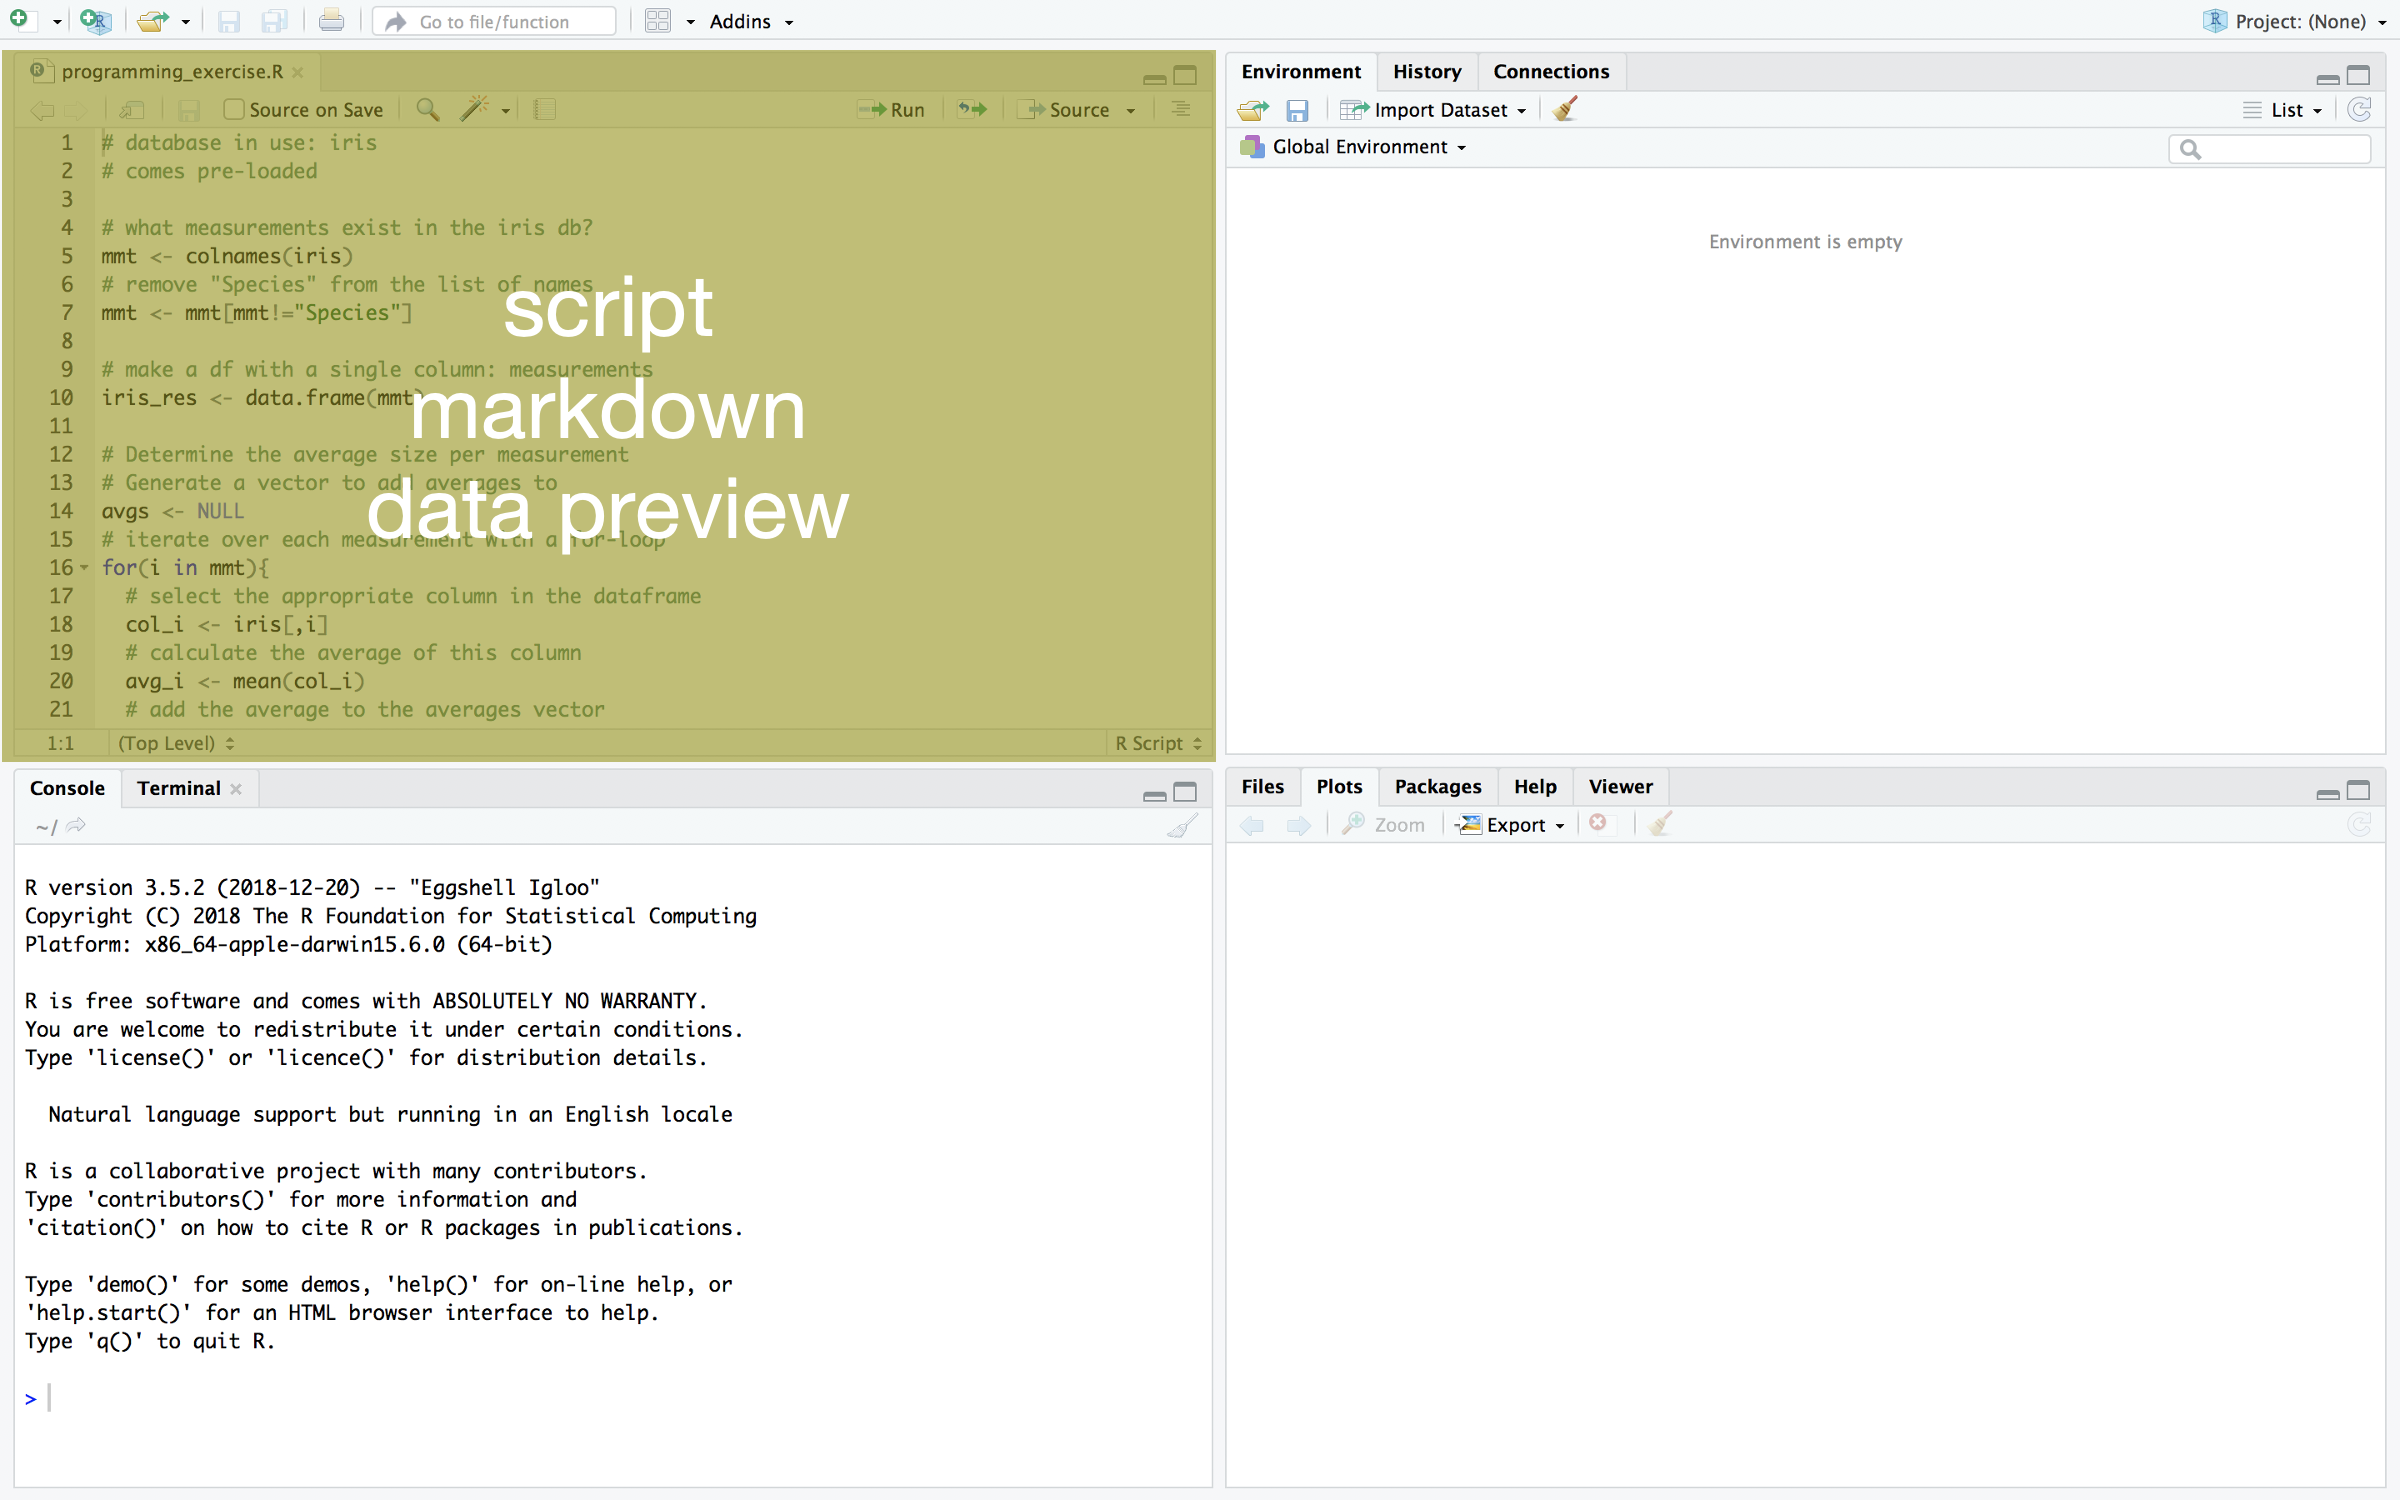 Go to file/function
Addins
Project: (None)
programming_exercise.R
Source on Save
Run
Source
1 # database in use: iris
2 # comes pre-loaded
3
4 # what measurements exist in the iris db?
5 mmt <- colnames(iris)
6 # remove "Species" from the list of names
7 mmt <- mmt[mmt!="Species"]
8
9 # make a df with a single column: measurements
10 iris_res <- data.frame(mmt)
11
12 # Determine the average size per measurement
13 # Generate a vector to add averages to
14 avgs <- NULL
15 # iterate over each measurement with a for-loop
16 for(i in mmt){
17 # select the appropriate column in the dataframe
18 col_i <- iris[,i]
19 # calculate the average of this column
20 avg_i <- mean(col_i)
21 # add the average to the averages vector
1:1 (Top Level) R Script
script
markdown
data preview
Environment History Connections
Import Dataset List
Global Environment
Environment is empty
Console Terminal
~/
R version 3.5.2 (2018-12-20) -- "Eggshell Igloo"
Copyright (C) 2018 The R Foundation for Statistical Computing
Platform: x86_64-apple-darwin15.6.0 (64-bit)
R is free software and comes with ABSOLUTELY NO WARRANTY.
You are welcome to redistribute it under certain conditions.
Type 'license()' or 'licence()' for distribution details.
Natural language support but running in an English locale
R is a collaborative project with many contributors.
Type 'contributors()' for more information and
'citation()' on how to cite R or R packages in publications.
Type 'demo()' for some demos, 'help()' for on-line help, or
'help.start()' for an HTML browser interface to help.
Type 'q()' to quit R.
>
Files Plots Packages Help Viewer
Zoom Export